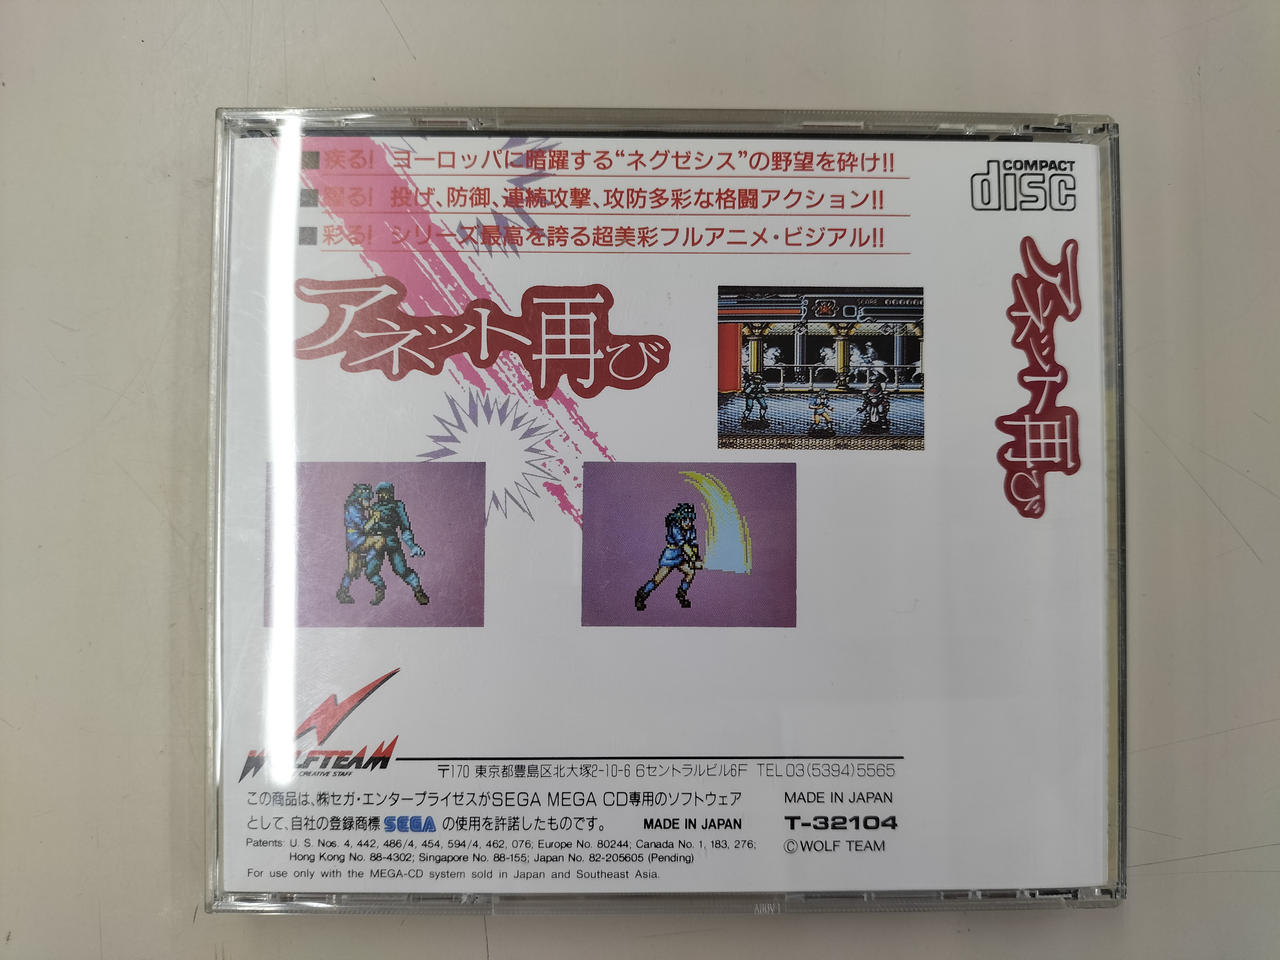 疾る! ヨーロッパに暗躍する“ネグゼシス”の野望を砕け!!
躍る! 投げ、防御、連続攻撃、攻防多彩な格闘アクション!!
彩る! シリーズ最高を誇る超美彩フルアニメ・ビジアル!!
COMPACT
disc
アネット再び
アネット再び
SCORE
WOLFTEAM
CREATIVE STAFF
〒170 東京都豊島区北大塚2-10-6 6セントラルビル6F TEL 03(5394)5565
この商品は、㈱セガ・エンタープライゼスがSEGA MEGA CD専用のソフトウェア
として、自社の登録商標 SEGA の使用を許諾したものです。 MADE IN JAPAN
MADE IN JAPAN
T-32104
©WOLF TEAM
Patents: U. S. Nos. 4, 442, 486/4, 454, 594/4, 462, 076; Europe No. 80244; Canada No. 1, 183, 276;
Hong Kong No. 88-4302; Singapore No. 88-155; Japan No. 82-205605 (Pending)
For use only with the MEGA-CD system sold in Japan and Southeast Asia.